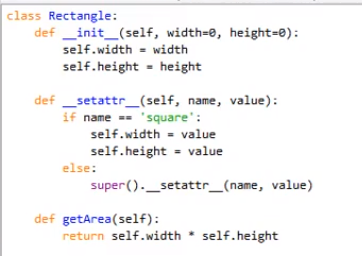 class Rectangle:
    def __init__(self, width=0, height=0):
        self.width = width
        self.height = height

    def __setattr__(self, name, value):
        if name == 'square':
            self.width = value
            self.height = value
        else:
            super().__setattr__(name, value)

    def getArea(self):
        return self.width * self.height